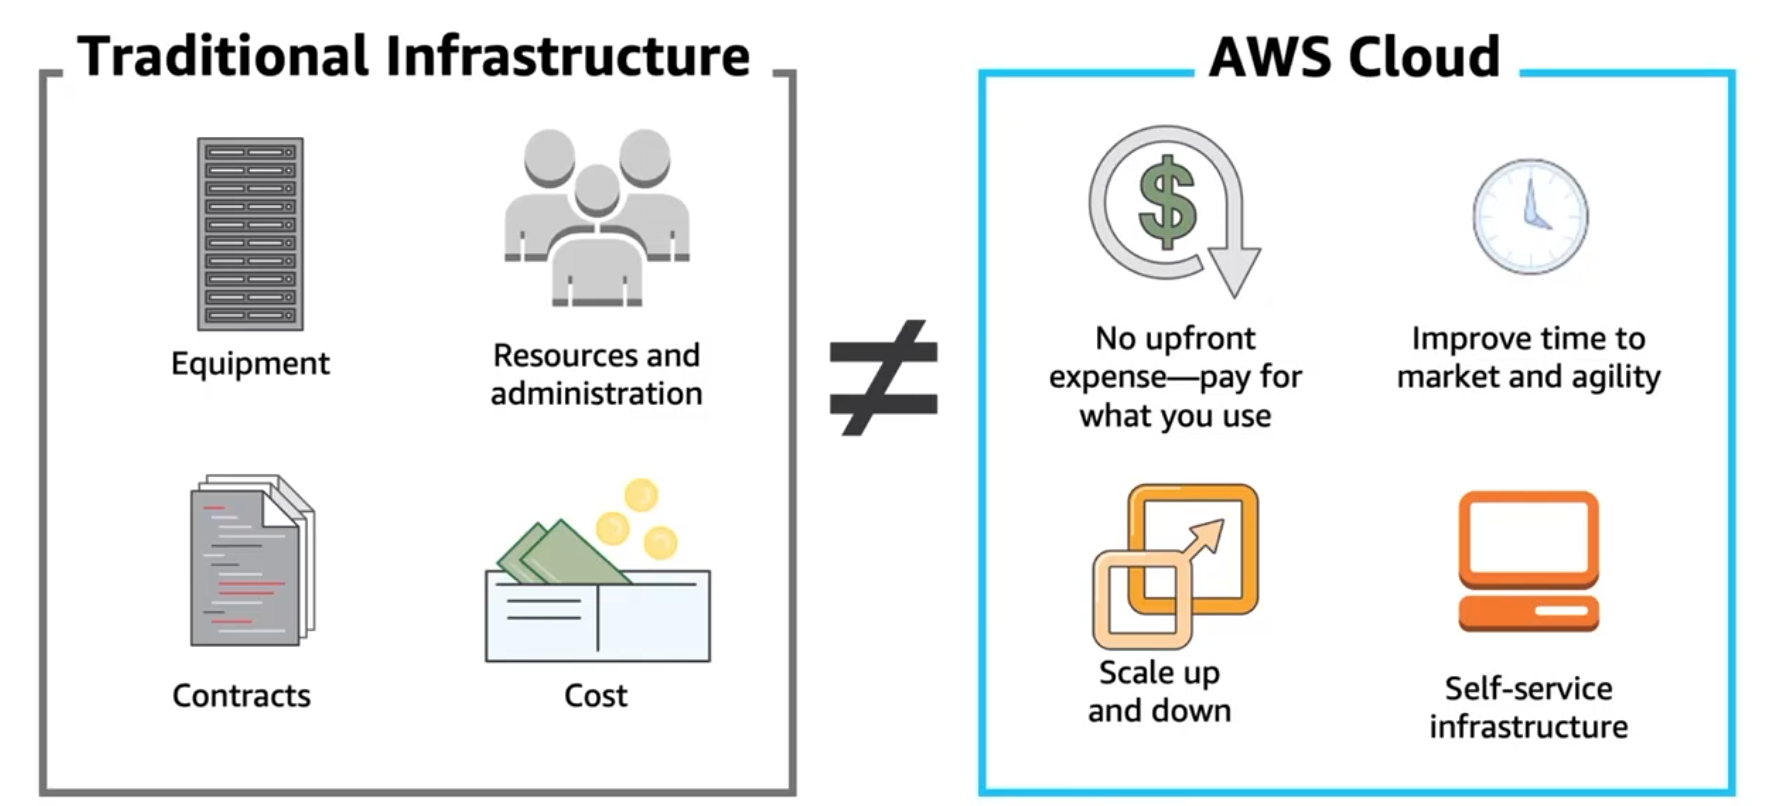 Traditional Infrastructure
Equipment
Resources and
administration
Contracts
Cost
≠
AWS Cloud
No upfront
expense—pay for
what you use
Improve time to
market and agility
Scale up
and down
Self-service
infrastructure